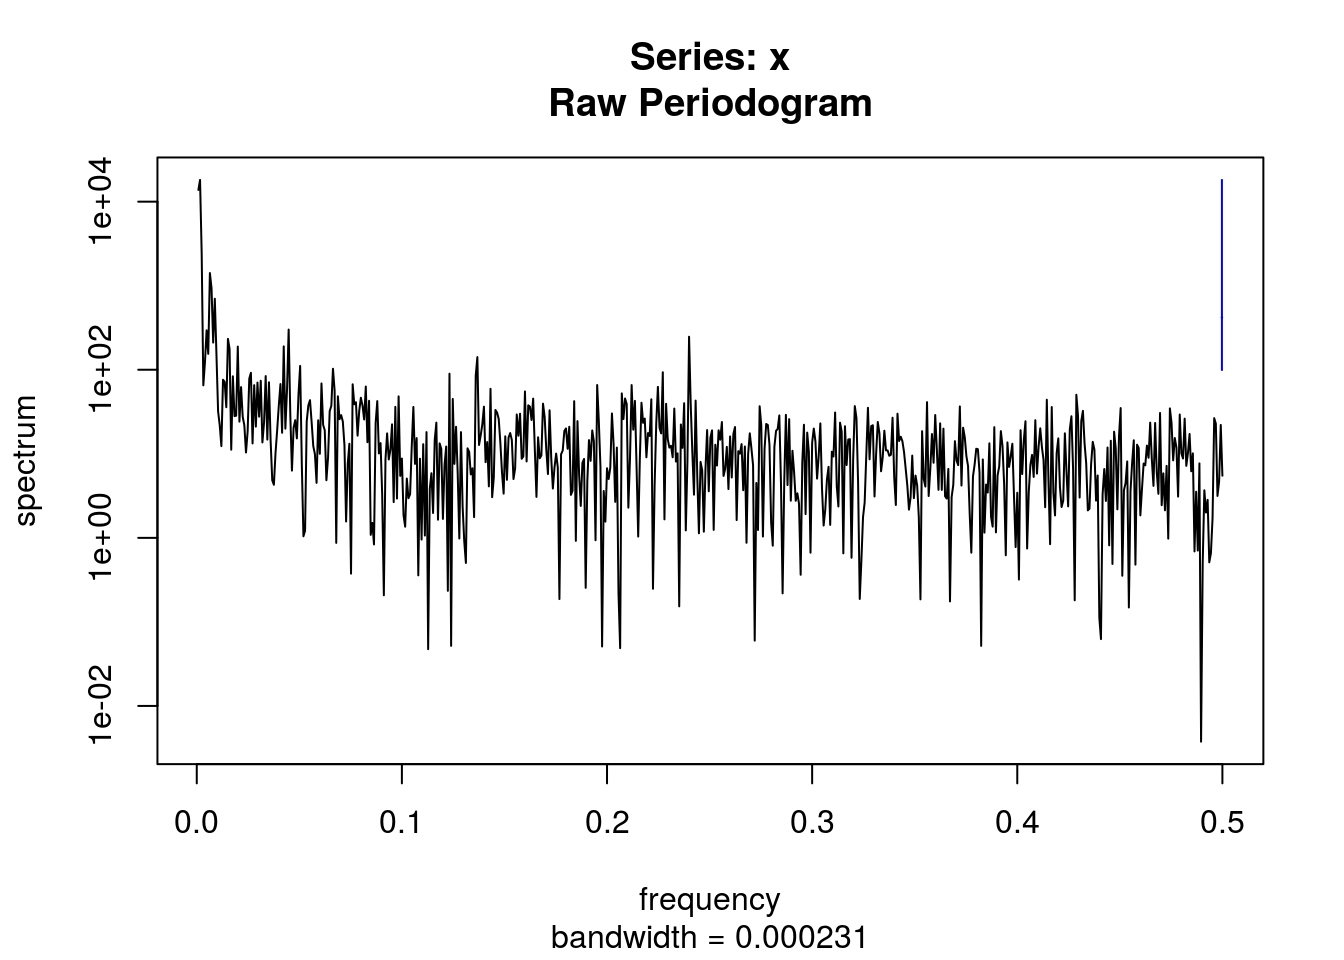 Series: x
Raw Periodogram
spectrum
1e+04
1e+02
1e+00
1e-02
0.0 0.1 0.2 0.3 0.4 0.5
frequency
bandwidth = 0.000231